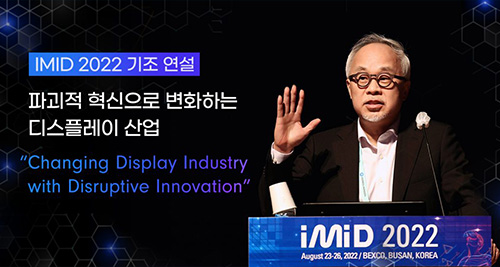 IMID 2022 기조 연설
파괴적 혁신으로 변화하는
디스플레이 산업
“Changing Display Industry
with Disruptive Innovation”
iMiD 2022
August 23-26, 2022 / BEXCO, BUSAN, KOREA